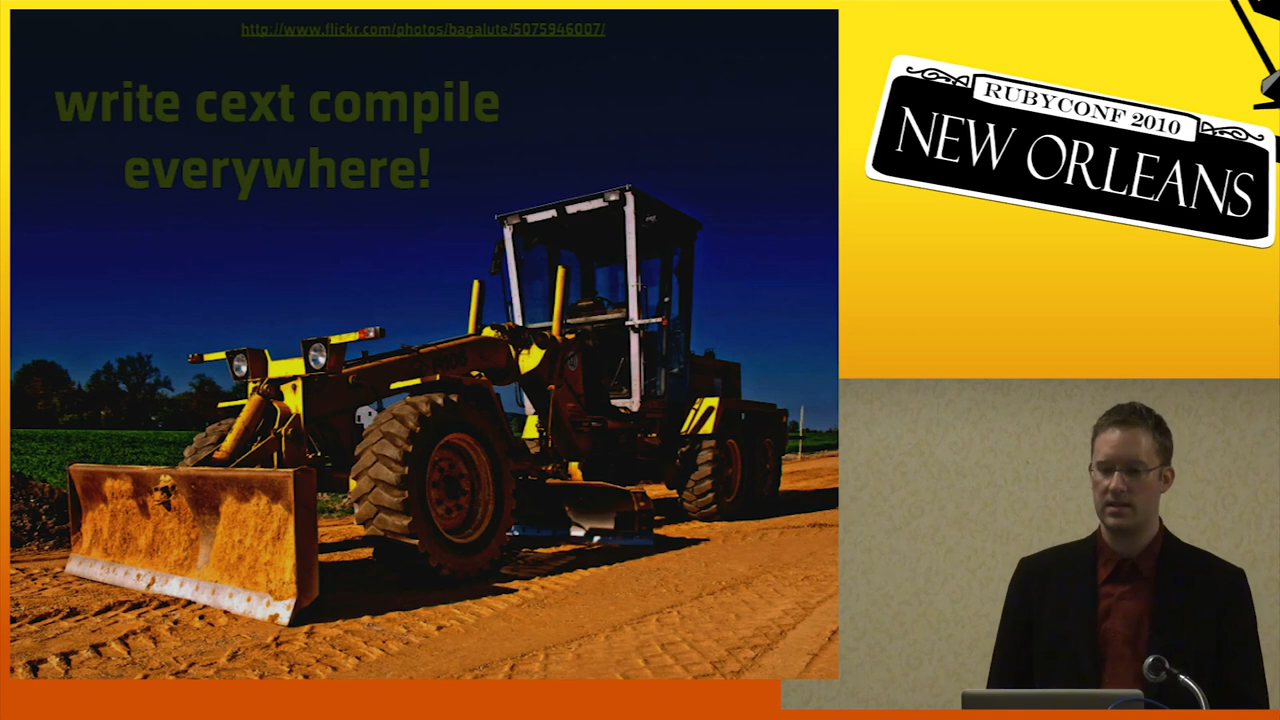 http://www.flickr.com/photos/bagalute/5075946007/
write cext compile
everywhere!
RUBYCONF 2010
NEW ORLEANS